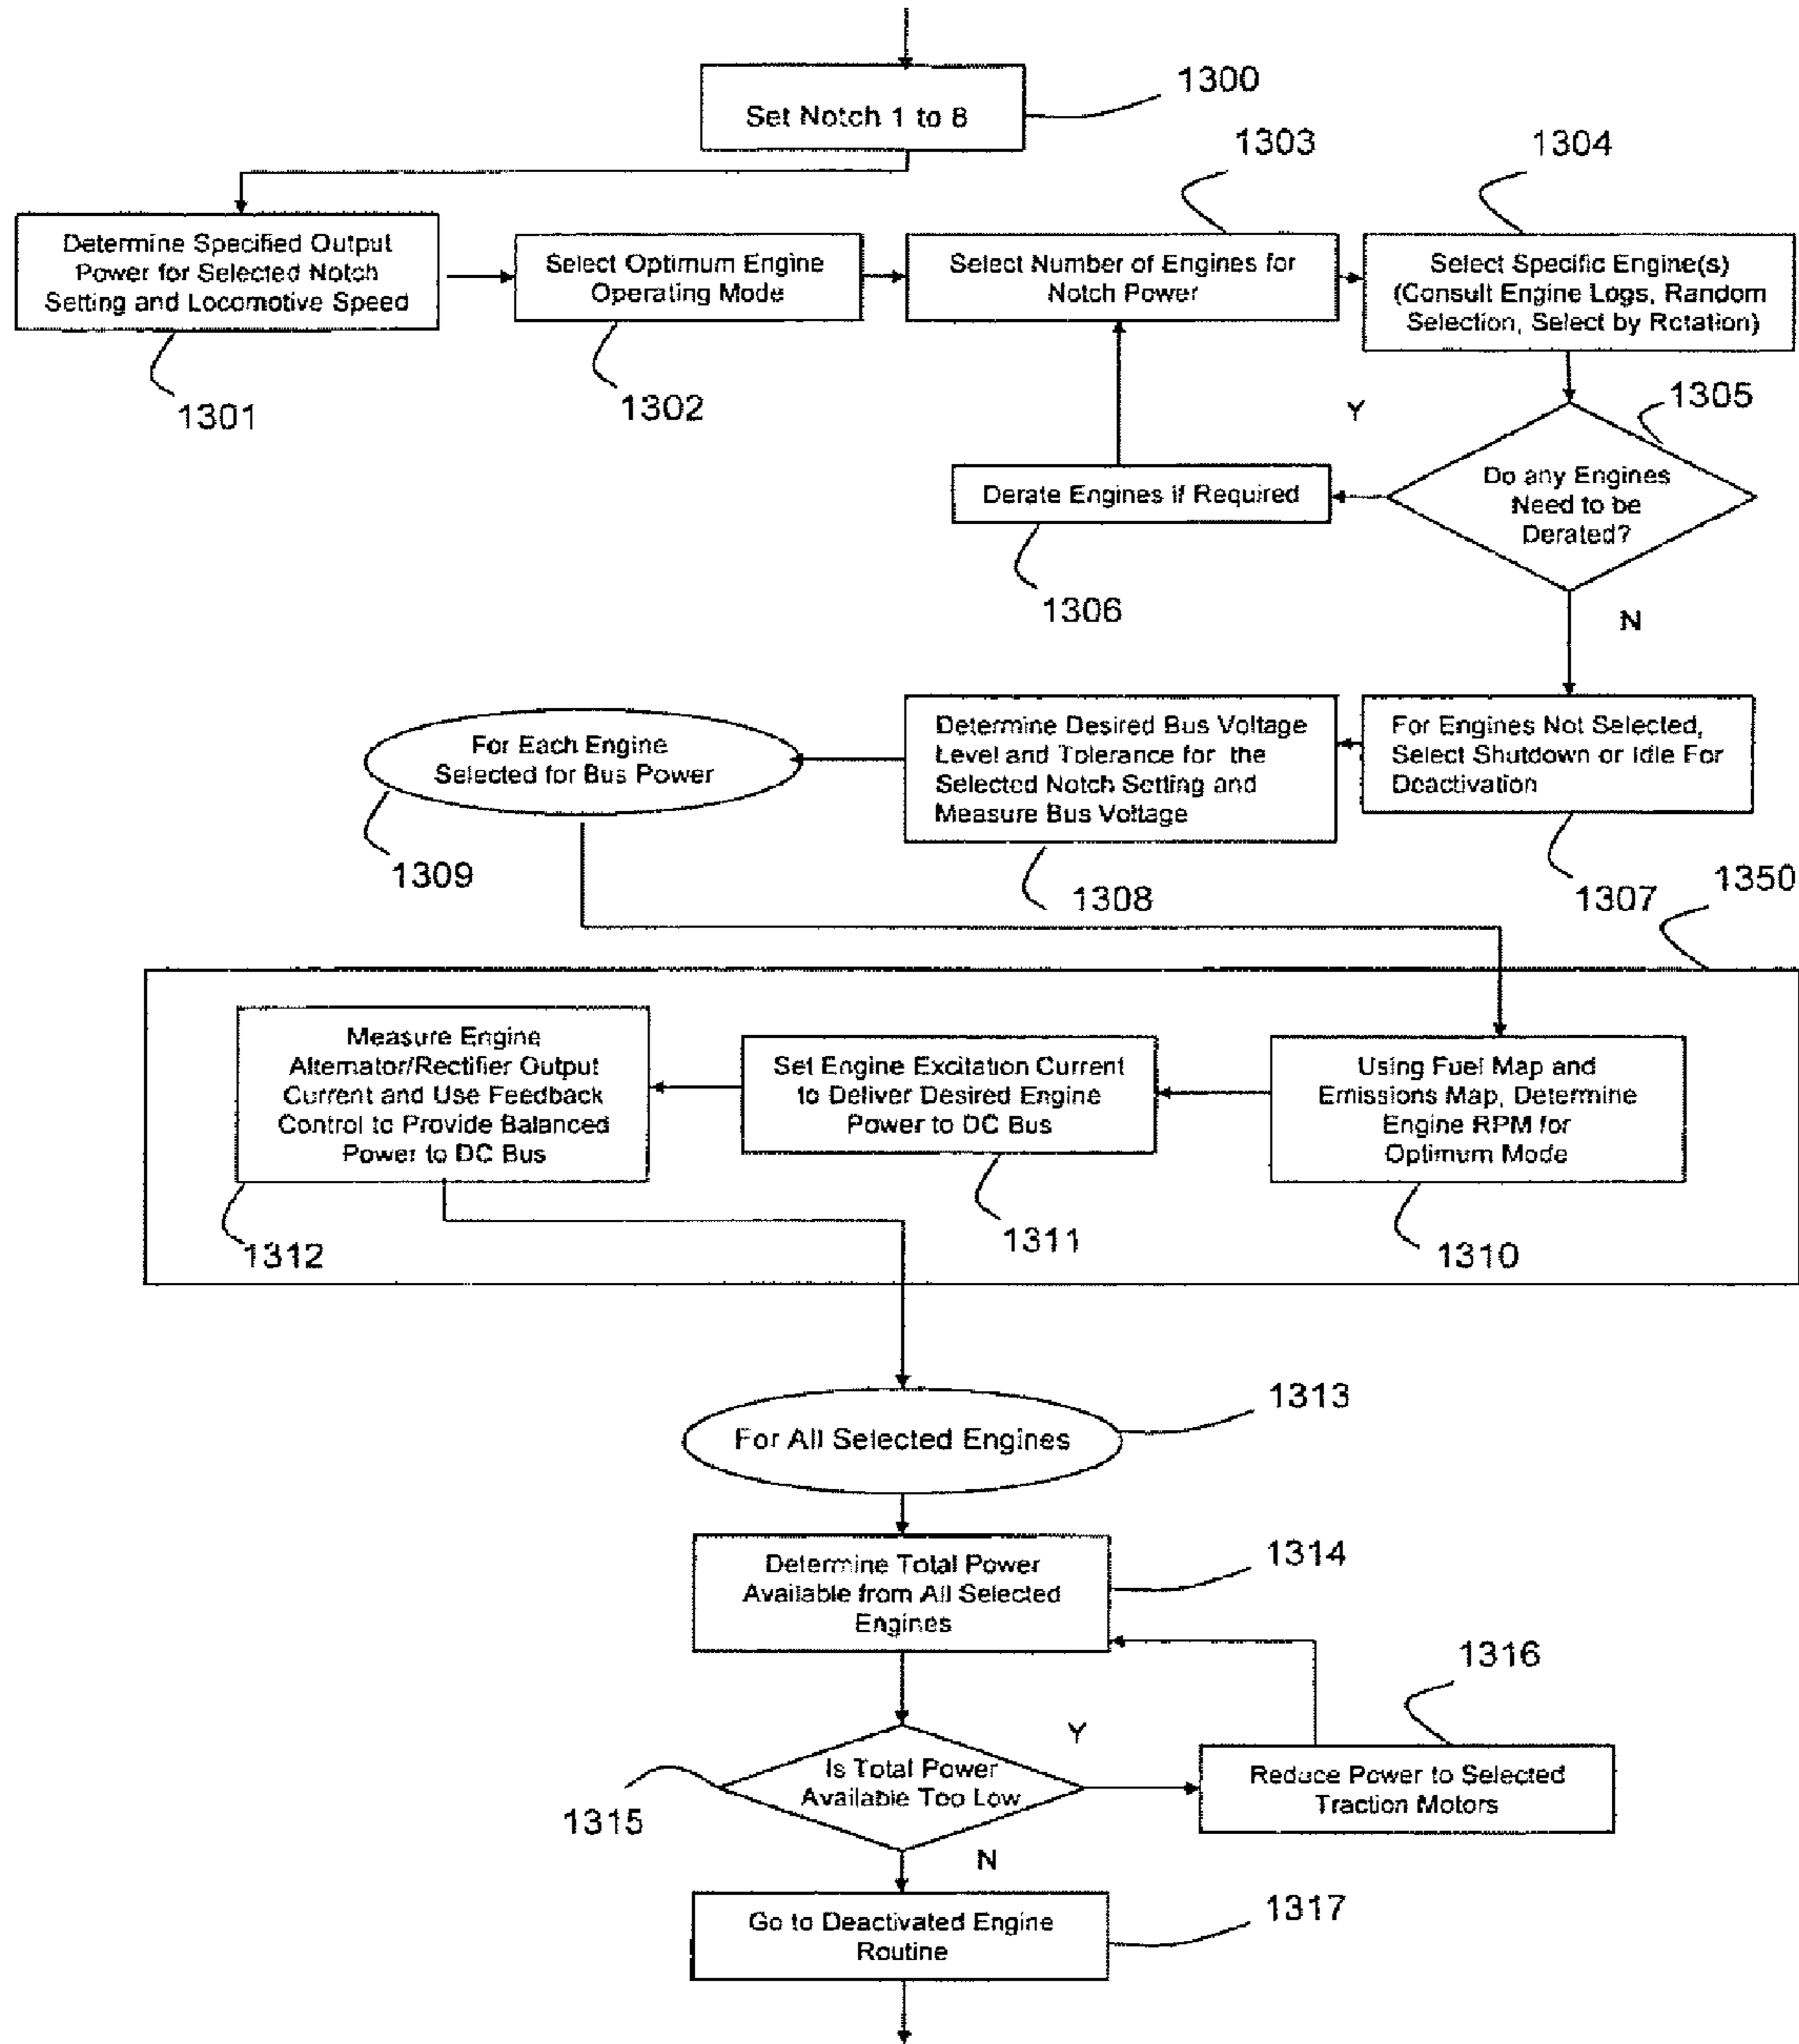 Set Notch 1 to 8
1300
1303
1304
Determine Specified Output
Power for Selected Notch
Setting and Locomotive Speed
Select Optimum Engine
Operating Mode
Select Number of Engines for
Notch Power
Select Specific Engine(s)
(Consult Engine Logs, Random
Selection, Select by Rotation)
1301
1302
Y
1305
Derate Engines if Required
Do any Engines
Need to be
Derated?
1306
N
For Each Engine
Selected for Bus Power
Determine Desired Bus Voltage
Level and Tolerance for the
Selected Notch Setting and
Measure Bus Voltage
For Engines Not Selected,
Select Shutdown or Idle For
Deactivation
1309
1308
1307
1350
Measure Engine
Alternator/Rectifier Output
Current and Use Feedback
Control to Provide Balanced
Power to DC Bus
Set Engine Excitation Current
to Deliver Desired Engine
Power to DC Bus
Using Fuel Map and
Emissions Map, Determine
Engine RPM for
Optimum Mode
1312
1311
1310
For All Selected Engines
1313
Determine Total Power
Available from All Selected
Engines
1314
1316
Is Total Power
Available Too Low
Y
Reduce Power to Selected
Traction Motors
1315
N
Go to Deactivated Engine
Routine
1317